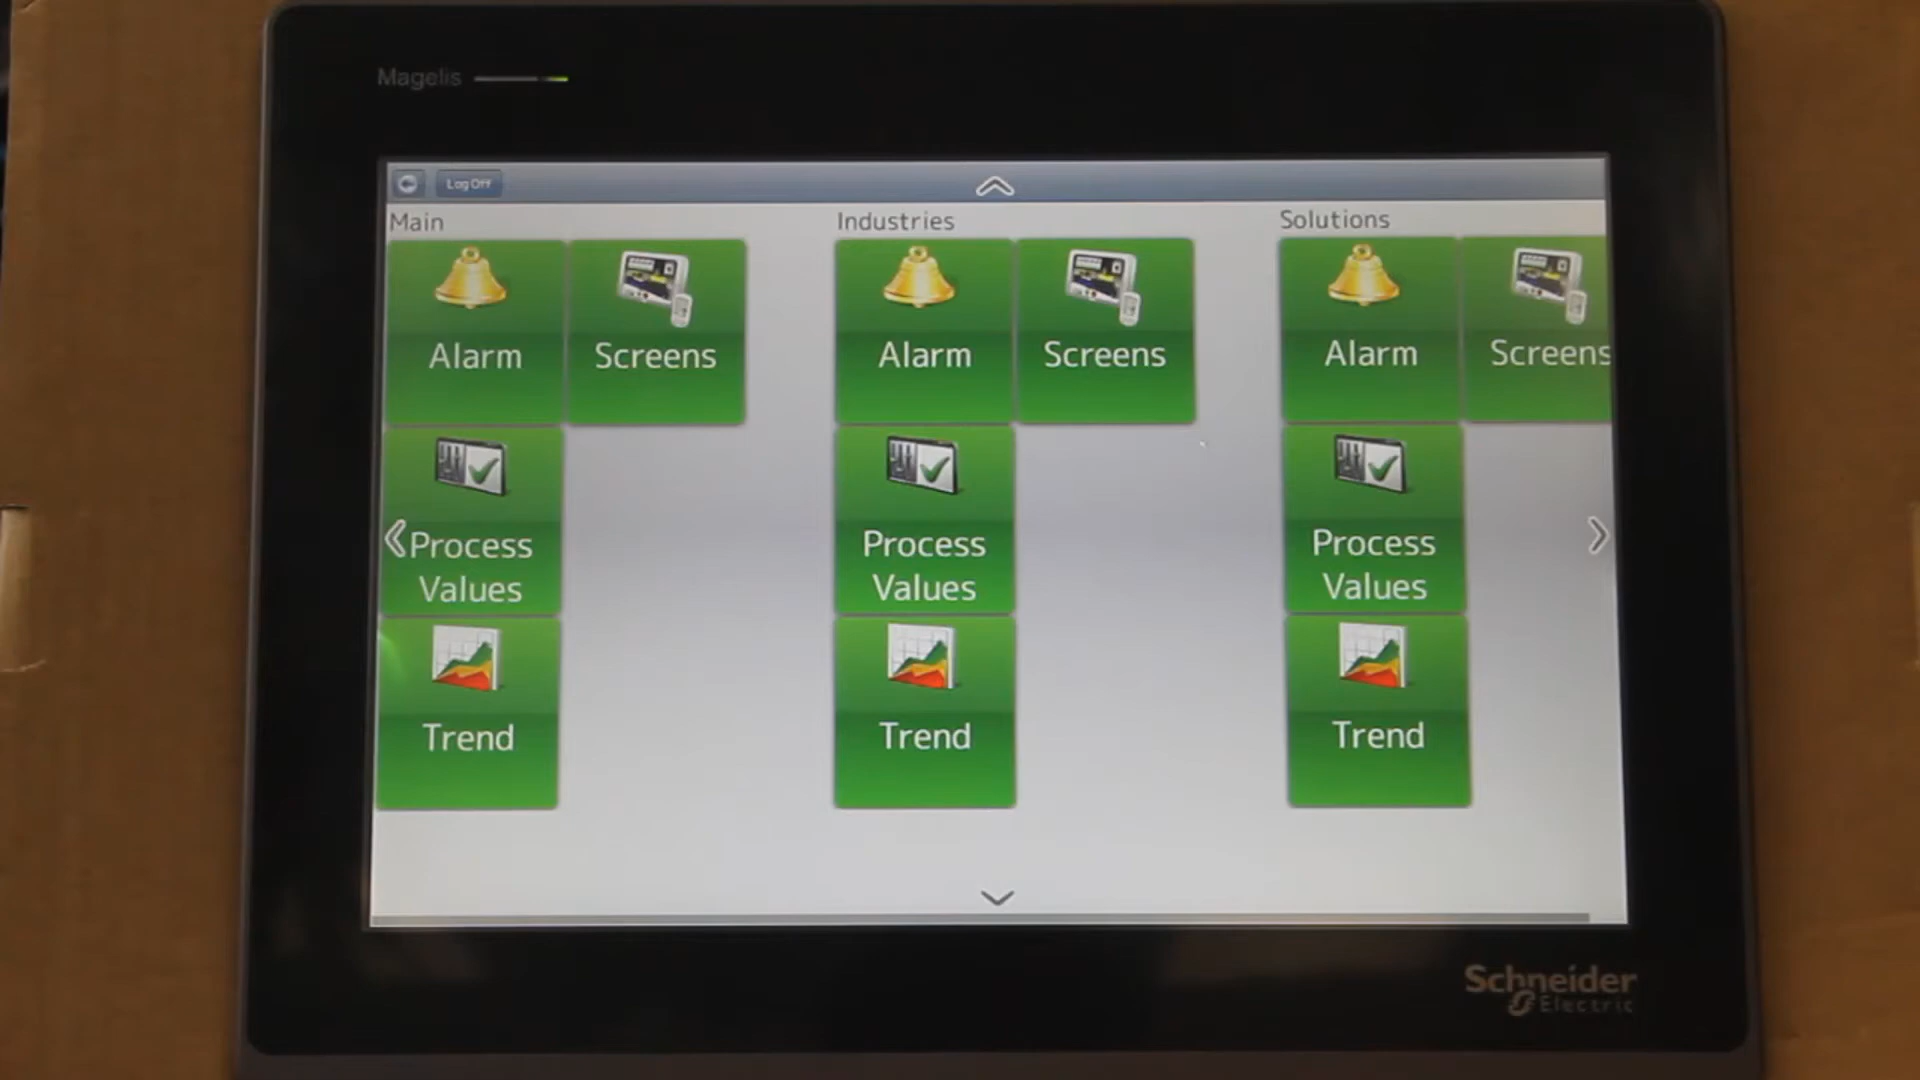 Magelis
Log Off
Main
Industries
Solutions
Alarm
Screens
Alarm
Screens
Alarm
Screens
Process
Values
Process
Values
Process
Values
Trend
Trend
Trend
Schneider
Electric